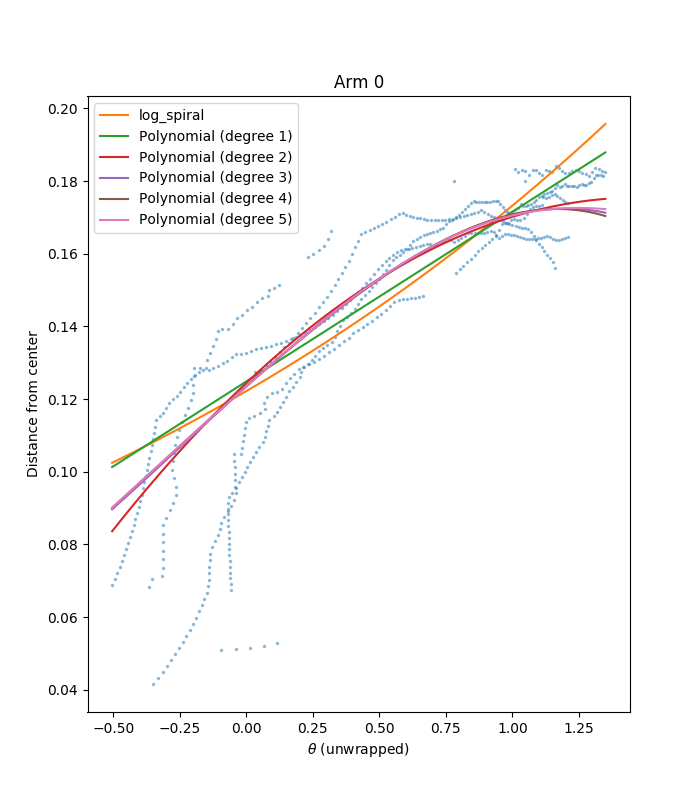 Arm 0
log_spiral
Polynomial (degree 1)
Polynomial (degree 2)
Polynomial (degree 3)
Polynomial (degree 4)
Polynomial (degree 5)
Distance from center
0.20
0.18
0.16
0.14
0.12
0.10
0.08
0.06
0.04
−0.50
−0.25
0.00
0.25
0.50
0.75
1.00
1.25
θ (unwrapped)